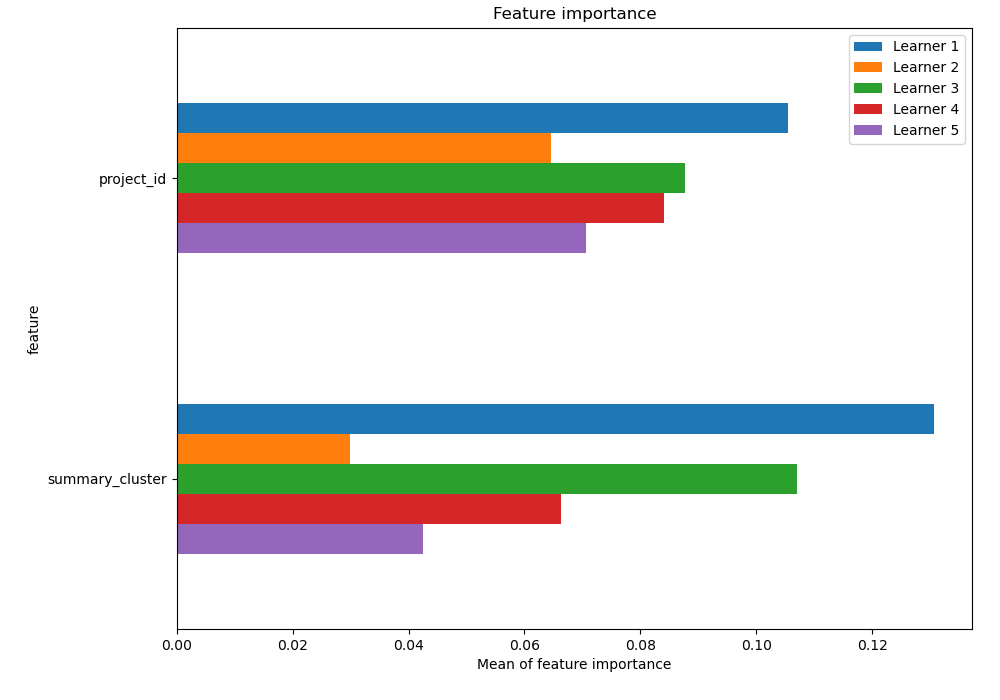 Feature importance
Learner 1
Learner 2
Learner 3
Learner 4
Learner 5
project_id
feature
summary_cluster
0.00 0.02 0.04 0.06 0.08 0.10 0.12
Mean of feature importance